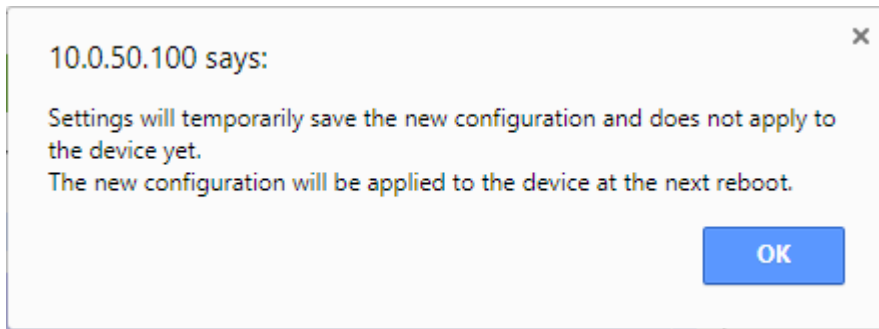 10.0.50.100 says:
Settings will temporarily save the new configuration and does not apply to
the device yet.
The new configuration will be applied to the device at the next reboot.
OK